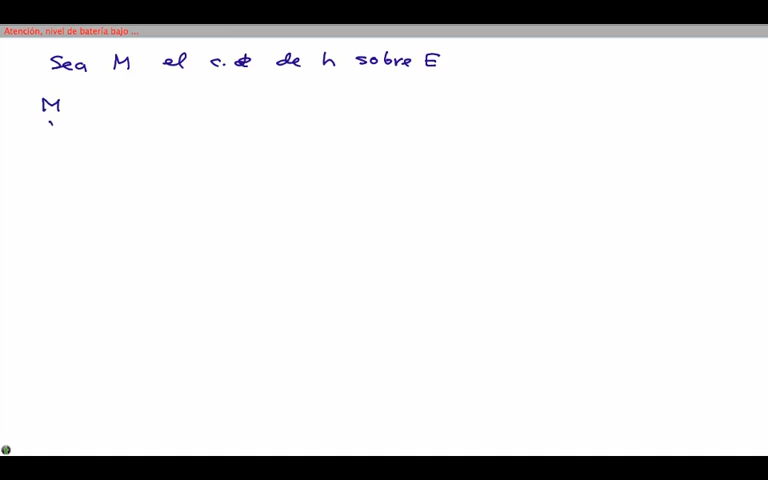 Atención, nivel de batería bajo ...
Sea M el c. de h sobre E
M